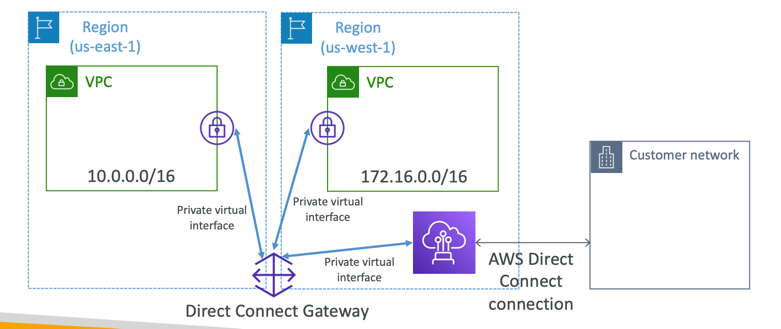 Region
(us-east-1)
Region
(us-west-1)
VPC
VPC
10.0.0.0/16
172.16.0.0/16
Customer network
Private virtual
interface
Private virtual
interface
Private virtual
interface
AWS Direct
Connect
connection
Direct Connect Gateway